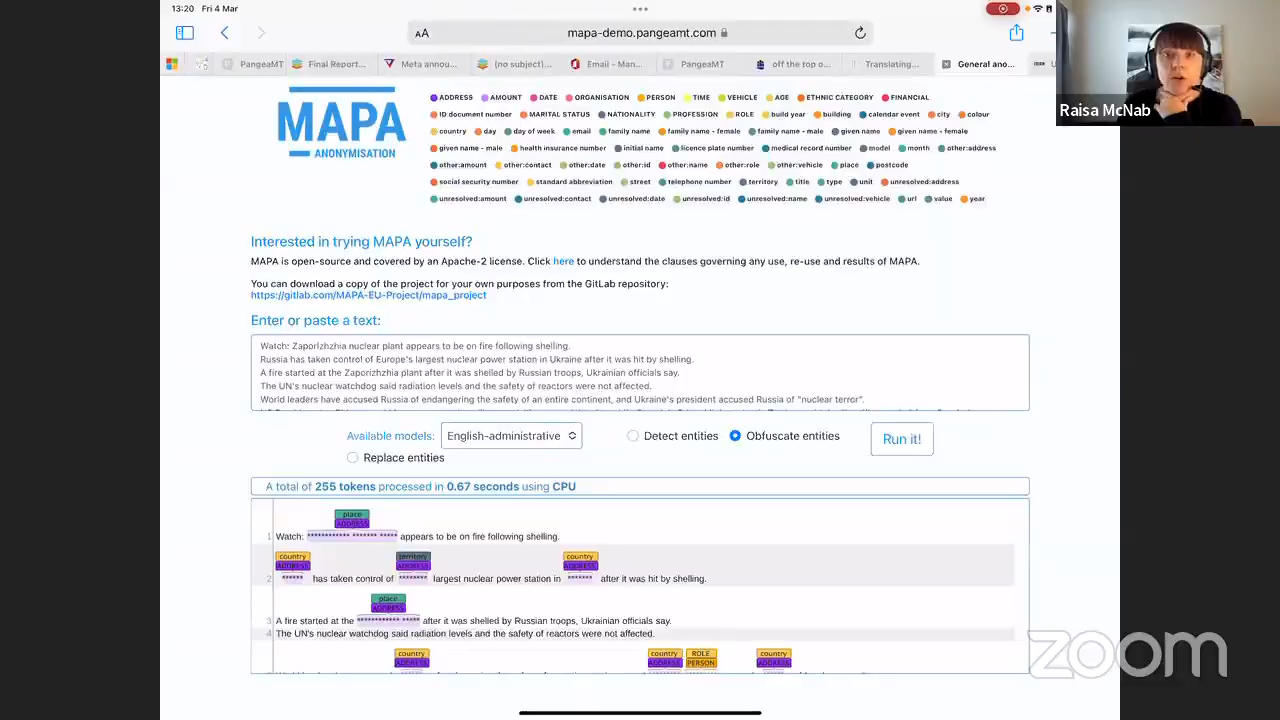 13:20 Fri 4 Mar
AA mapa-demo.pangeamt.com
PangeaMT Final Report... Meta annou... (no subject)... Email - Man... PangeaMT off the top o... Translating... General ano...
Raisa McNab
MAPA
ANONYMISATION
ADDRESS AMOUNT DATE ORGANISATION PERSON TIME VEHICLE AGE ETHNIC CATEGORY FINANCIAL
ID document number MARITAL STATUS NATIONALITY PROFESSION ROLE build year building calendar event city colour
country day day of week email family name family name - female family name - male given name given name - female
given name - male health insurance number initial name licence plate number medical record number model month other:address
other:amount other:contact other:date other:id other:name other:role other:vehicle place postcode
social security number standard abbreviation street telephone number territory title type unit unresolved:address
unresolved:amount unresolved:contact unresolved:date unresolved:id unresolved:name unresolved:vehicle url value year
Interested in trying MAPA yourself?
MAPA is open-source and covered by an Apache-2 license. Click here to understand the clauses governing any use, re-use and results of MAPA.
You can download a copy of the project for your own purposes from the GitLab repository:
https://gitlab.com/MAPA-EU-Project/mapa_project
Enter or paste a text:
Watch: Zaporizhzhia nuclear plant appears to be on fire following shelling.
Russia has taken control of Europe's largest nuclear power station in Ukraine after it was hit by shelling.
A fire started at the Zaporizhzhia plant after it was shelled by Russian troops, Ukrainian officials say.
The UN's nuclear watchdog said radiation levels and the safety of reactors were not affected.
World leaders have accused Russia of endangering the safety of an entire continent, and Ukraine's president accused Russia of "nuclear terror".
Available models: English-administrative Detect entities Obfuscate entities Run it!
Replace entities
A total of 255 tokens processed in 0.67 seconds using CPU
place
ADDRESS
1 Watch: ************ ******* ***** appears to be on fire following shelling.
country territory country
ADDRESS ADDRESS ADDRESS
2 ****** has taken control of ******** largest nuclear power station in ******* after it was hit by shelling.
place
ADDRESS
3 A fire started at the ************ ***** after it was shelled by Russian troops, Ukrainian officials say.
4 The UN's nuclear watchdog said radiation levels and the safety of reactors were not affected.
country country ROLE country
ADDRESS ADDRESS PERSON ADDRESS
zoom